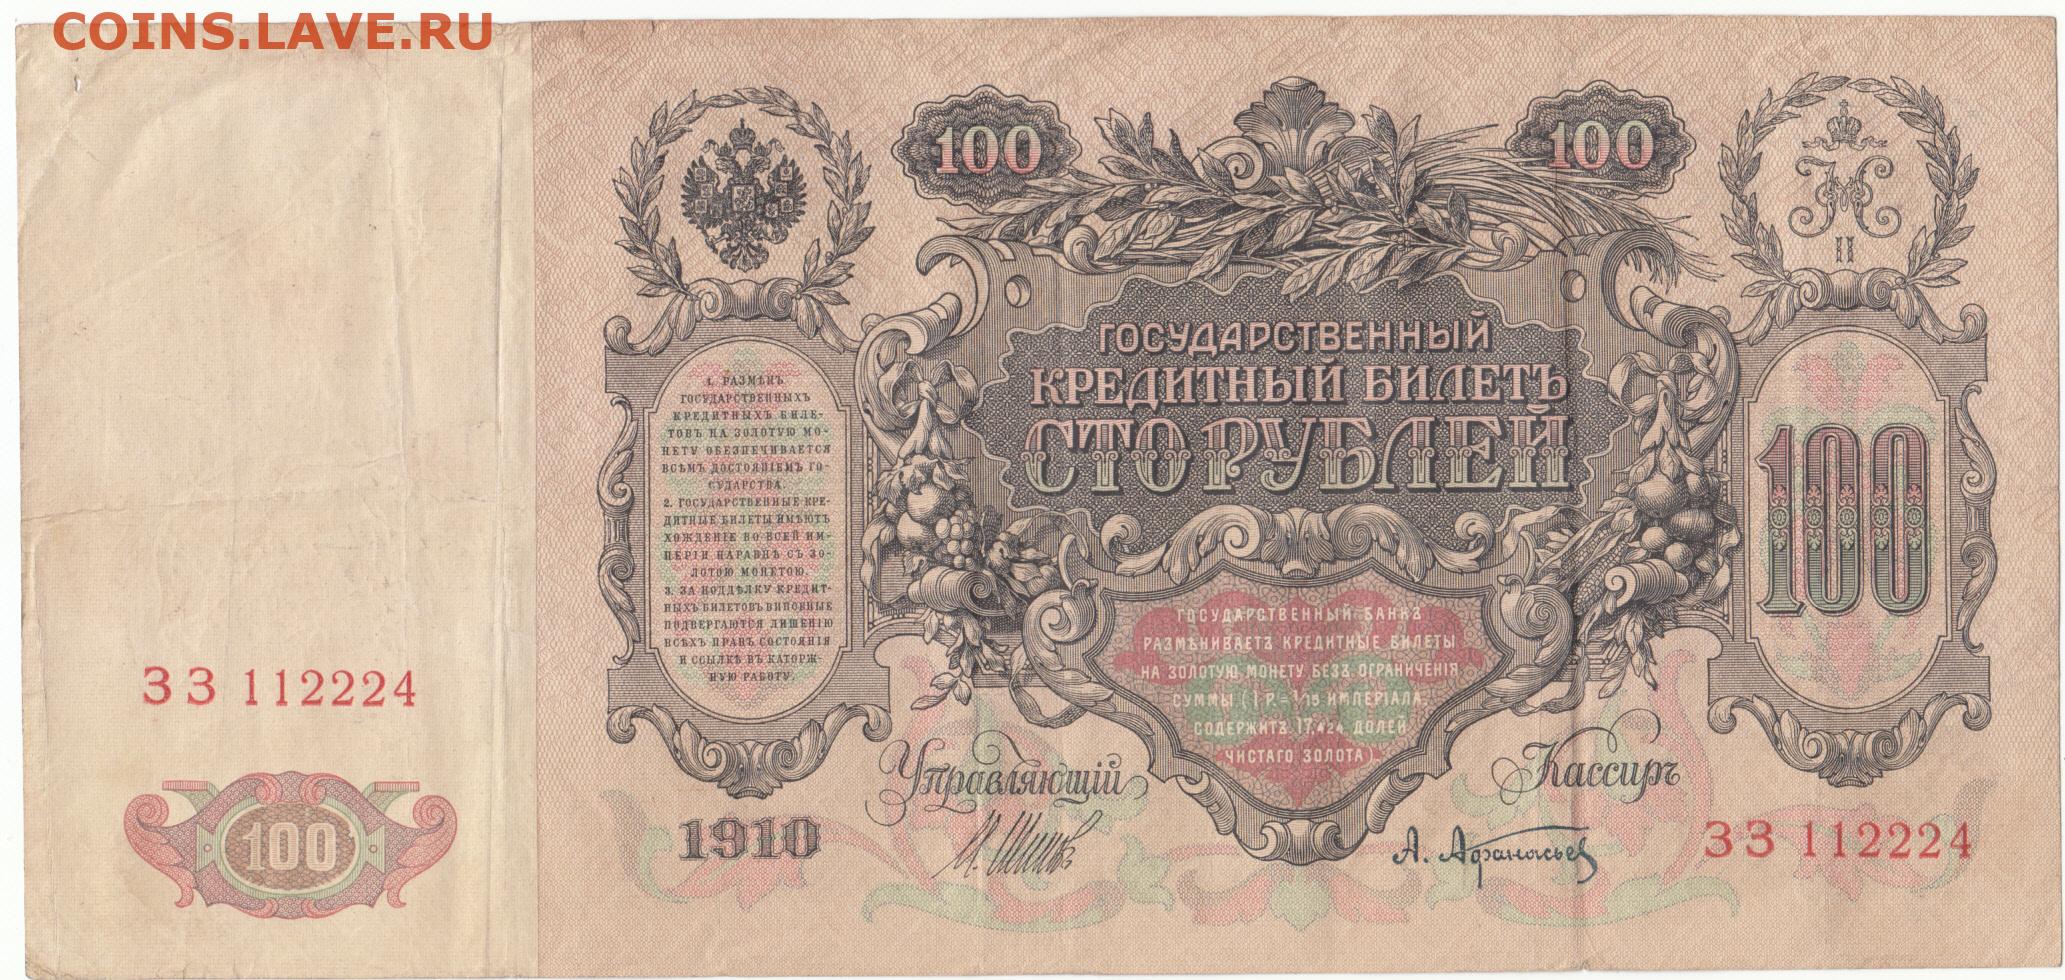 COINS.LAVE.RU
100
100
II
ГОСУДАРСТВЕННЫЙ
КРЕДИТНЫЙ БИЛЕТЪ
СТО РУБЛЕЙ
1. РАЗМѢНЪ
ГОСУДАРСТВЕННЫХЪ
КРЕДИТНЫХЪ БИЛЕ-
ТОВЪ НА ЗОЛОТУЮ МО-
НЕТУ ОБЕЗПЕЧИВАЕТСЯ
ВСѢМЪ ДОСТОЯНІЕМЪ ГО-
СУДАРСТВА.
2. ГОСУДАРСТВЕННЫЕ КРЕ-
ДИТНЫЕ БИЛЕТЫ ИМѢЮТЪ
ХОЖДЕНІЕ ВО ВСЕЙ ИМ-
ПЕРІИ НАРАВНѢ СЪ ЗО-
ЛОТОЮ МОНЕТОЮ.
3. ЗА ПОДДѢЛКУ КРЕДИТ-
НЫХЪ БИЛЕТОВЪ ВИНОВНЫЕ
ПОДВЕРГАЮТСЯ ЛИШЕНІЮ
ВСѢХЪ ПРАВЪ СОСТОЯНІЯ
И ССЫЛКѢ ВЪ КАТОРЖ-
НУЮ РАБОТУ.
100
ГОСУДАРСТВЕННЫЙ БАНКЪ
РАЗМѢНИВАЕТЪ КРЕДИТНЫЕ БИЛЕТЫ
НА ЗОЛОТУЮ МОНЕТУ БЕЗЪ ОГРАНИЧЕНІЯ
СУММЫ (1 Р.= 1/15 ИМПЕРІАЛА,
СОДЕРЖИТЪ 17,424 ДОЛЕЙ
ЧИСТАГО ЗОЛОТА).
ЗЗ 112224
100
Управляющій
Кассиръ
1910
И. Шиповъ
А. Афанасьев
ЗЗ 112224